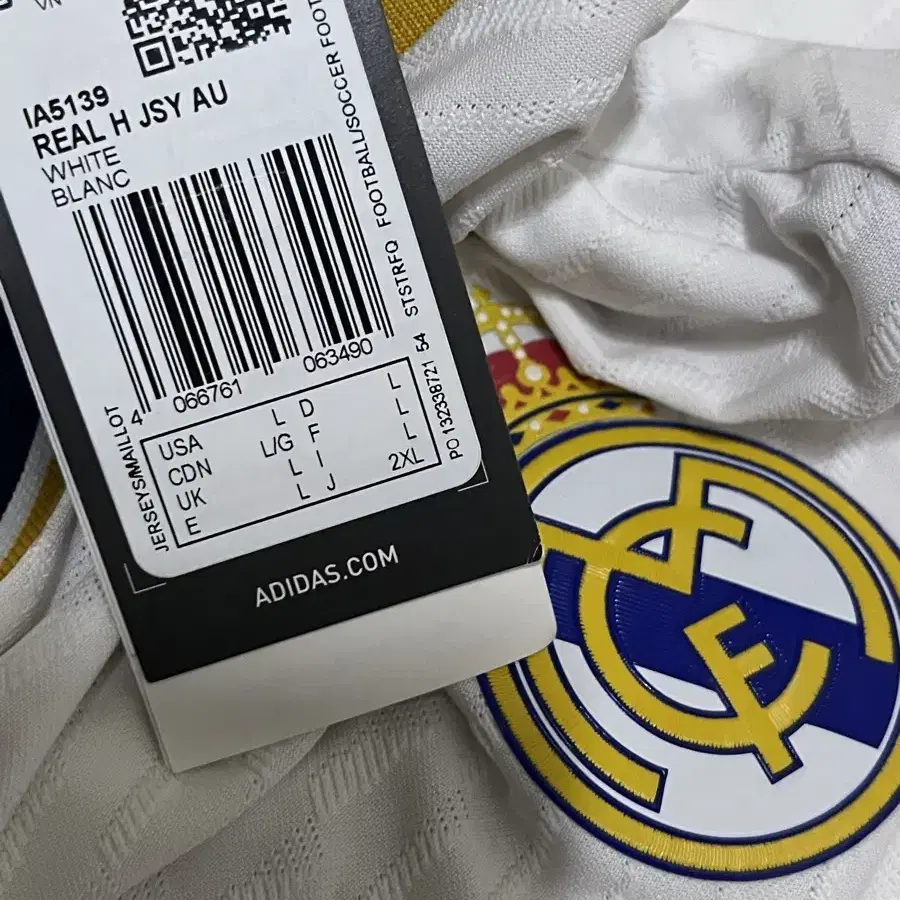 VN
IA5139
REAL H JSY AU
WHITE
BLANC
4 066761 063490
USA L D L
CDN L/G F L
UK L I L
E L J 2XL
JERSEYS/MAILLOT
PO 132338721 54 STSTRFQ FOOTBALL/SOCCER FOOT
ADIDAS.COM